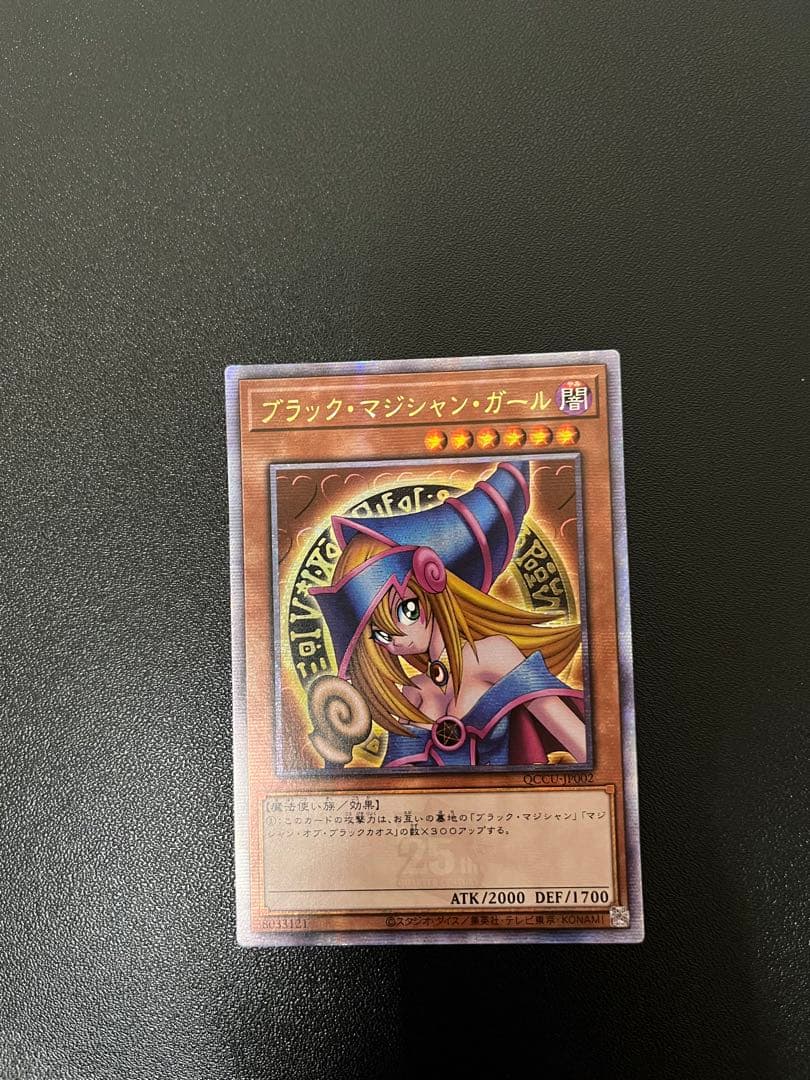 ブラック・マジシャン・ガール
闇
QCCU-JP002
【魔法使い族／効果】
①：このカードの攻撃力は、お互いの墓地の「ブラック・マジシャン」「マジ
シャン・オブ・ブラックカオス」の数×３００アップする。
25th
ATK/2000 DEF/1700
38033121
©スタジオ・ダイス／集英社・テレビ東京・KONAMI